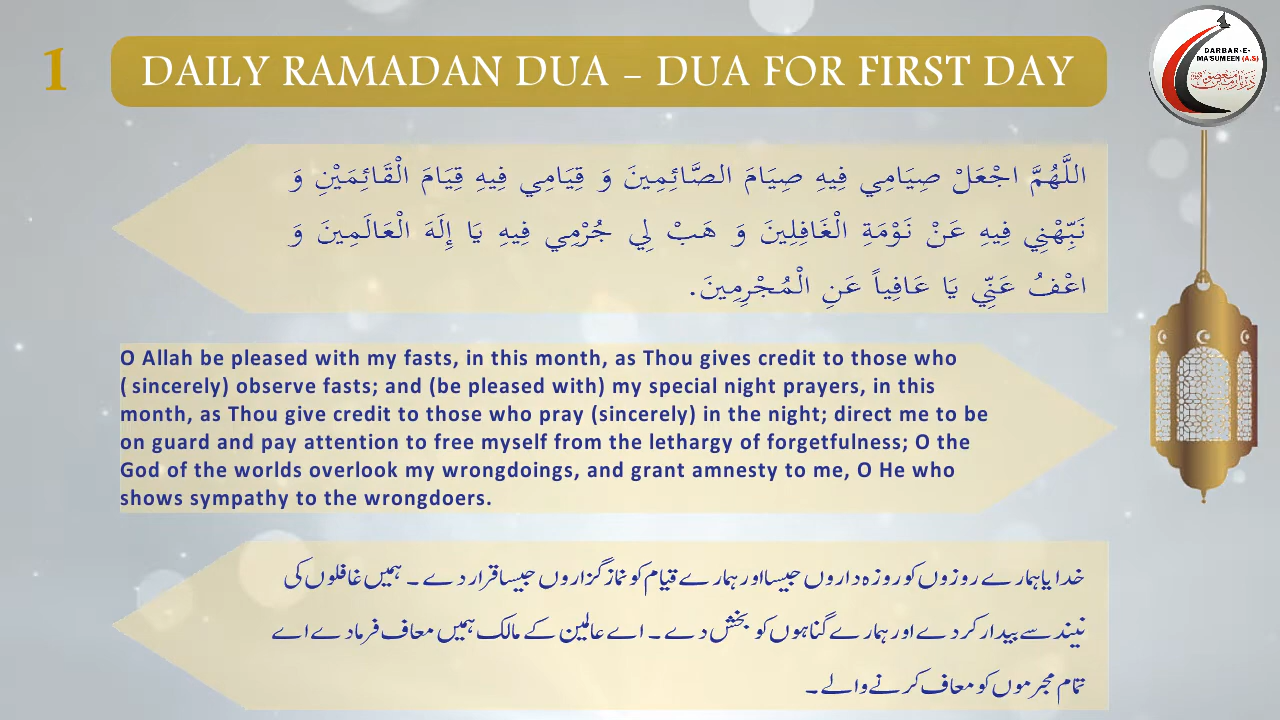 1
DAILY RAMADAN DUA – DUA FOR FIRST DAY
DARBAR-E-
MA'SUMEEN (A.S)
اللَّهُمَّ اجْعَلْ صِيَامِي فِيهِ صِيَامَ الصَّائِمِينَ وَ قِيَامِي فِيهِ قِيَامَ الْقَائِمَيْنِ وَ
نَبِّهْنِي فِيهِ عَنْ نَوْمَةِ الْغَافِلِينَ وَ هَبْ لِي جُرْمِي فِيهِ يَا إِلَهَ الْعَالَمِينَ وَ
اعْفُ عَنِّي يَا عَافِياً عَنِ الْمُجْرِمِينَ.
O Allah be pleased with my fasts, in this month, as Thou gives credit to those who
( sincerely) observe fasts; and (be pleased with) my special night prayers, in this
month, as Thou give credit to those who pray (sincerely) in the night; direct me to be
on guard and pay attention to free myself from the lethargy of forgetfulness; O the
God of the worlds overlook my wrongdoings, and grant amnesty to me, O He who
shows sympathy to the wrongdoers.
خدایا ہمارے روزوں کو روزہ داروں جیسا اور ہمارے قیام کو نماز گزاروں جیسا قرار دے ۔ ہمیں غافلوں کی
نیند سے بیدار کر دے اور ہمارے گناہوں کو بخش دے ۔ اے عالمین کے مالک ہمیں معاف فرما دے اے
تمام مجرموں کو معاف کرنے والے ۔